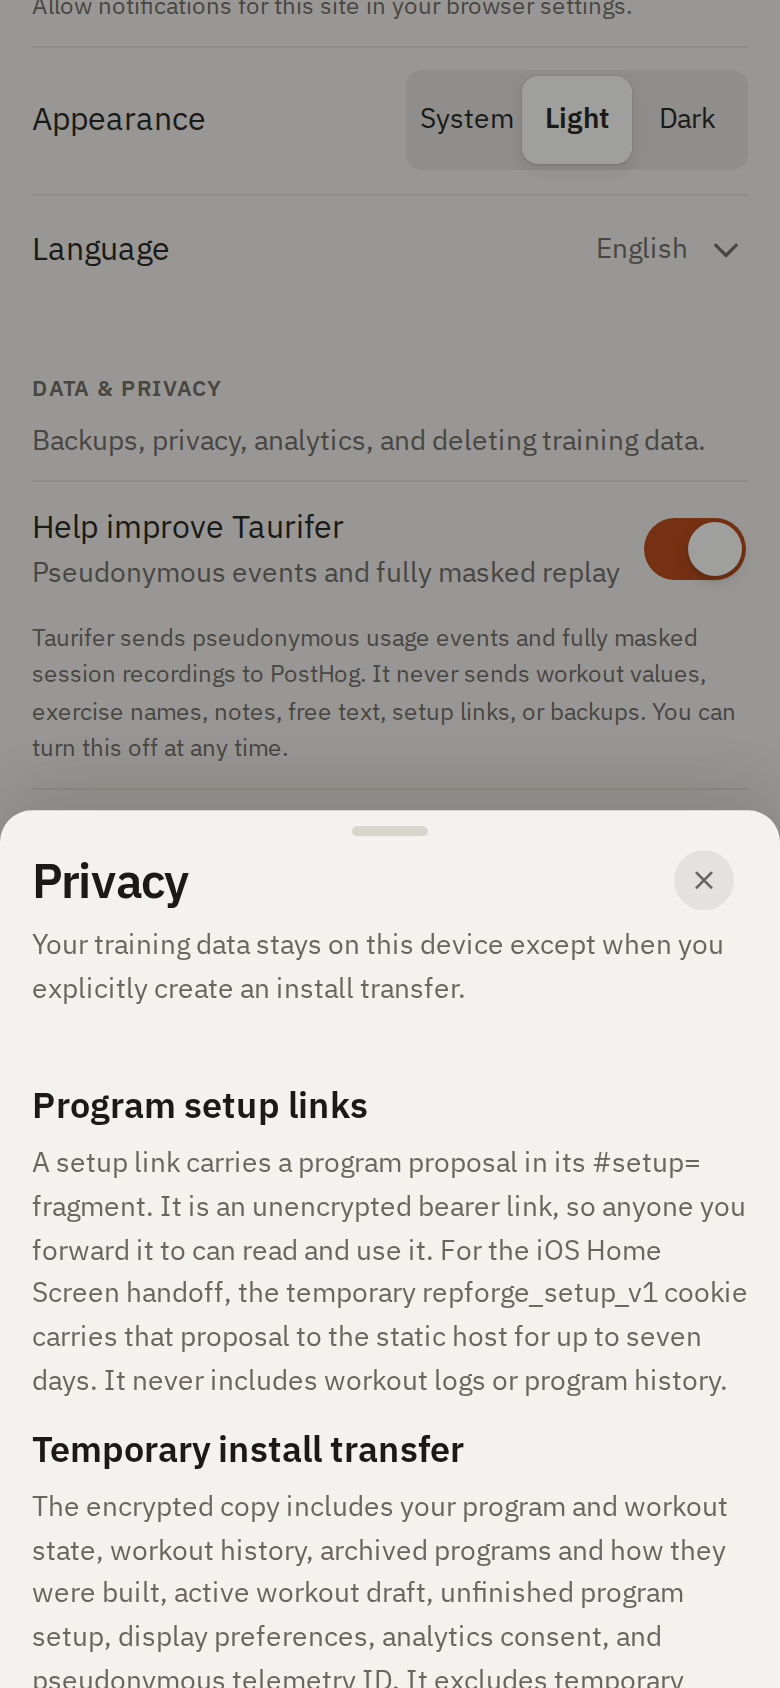 Allow notifications for this site in your browser settings.
Appearance
System Light Dark
Language
English
DATA & PRIVACY
Backups, privacy, analytics, and deleting training data.
Help improve Taurifer
Pseudonymous events and fully masked replay
Taurifer sends pseudonymous usage events and fully masked
session recordings to PostHog. It never sends workout values,
exercise names, notes, free text, setup links, or backups. You can
turn this off at any time.
Privacy
Your training data stays on this device except when you
explicitly create an install transfer.
Program setup links
A setup link carries a program proposal in its #setup=
fragment. It is an unencrypted bearer link, so anyone you
forward it to can read and use it. For the iOS Home
Screen handoff, the temporary repforge_setup_v1 cookie
carries that proposal to the static host for up to seven
days. It never includes workout logs or program history.
Temporary install transfer
The encrypted copy includes your program and workout
state, workout history, archived programs and how they
were built, active workout draft, unfinished program
setup, display preferences, analytics consent, and
pseudonymous telemetry ID. It excludes temporary